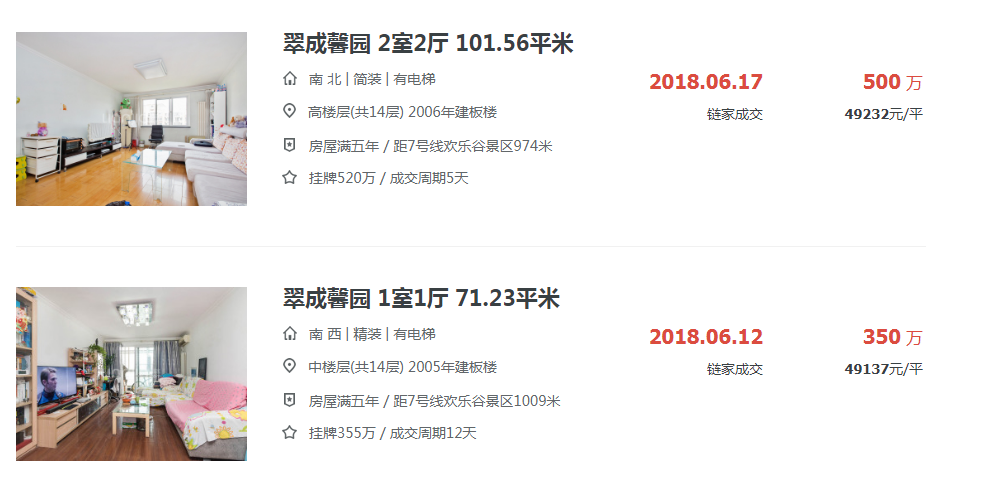 翠成馨园 2室2厅 101.56平米
南 北 | 简装 | 有电梯
2018.06.17
500 万
高楼层(共14层) 2006年建板楼
链家成交
49232元/平
房屋满五年 / 距7号线欢乐谷景区974米
挂牌520万 / 成交周期5天
翠成馨园 1室1厅 71.23平米
南 西 | 精装 | 有电梯
2018.06.12
350 万
中楼层(共14层) 2005年建板楼
链家成交
49137元/平
房屋满五年 / 距7号线欢乐谷景区1009米
挂牌355万 / 成交周期12天